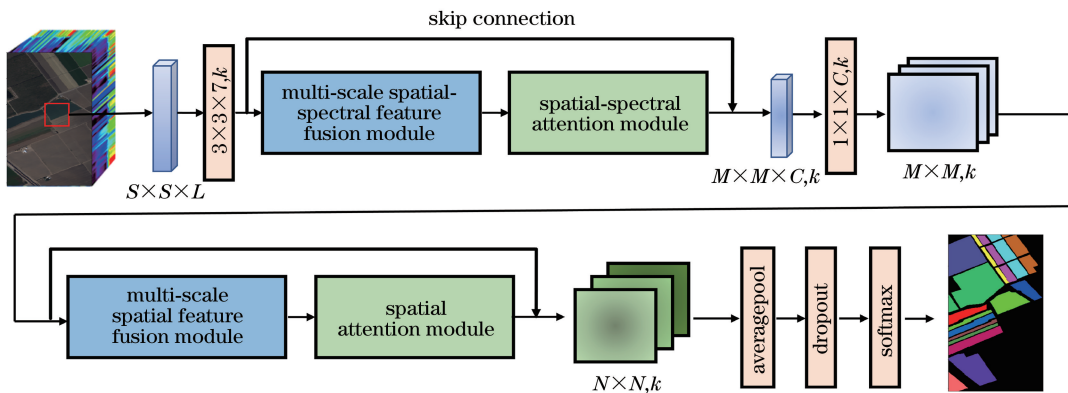 skip connection
3×3×7,k
multi-scale spatial-
spectral feature
fusion module
spatial-spectral
attention module
1×1×C,k
S×S×L
M×M×C,k
M×M,k
multi-scale
spatial feature
fusion module
spatial
attention module
averagepool
dropout
softmax
N×N,k